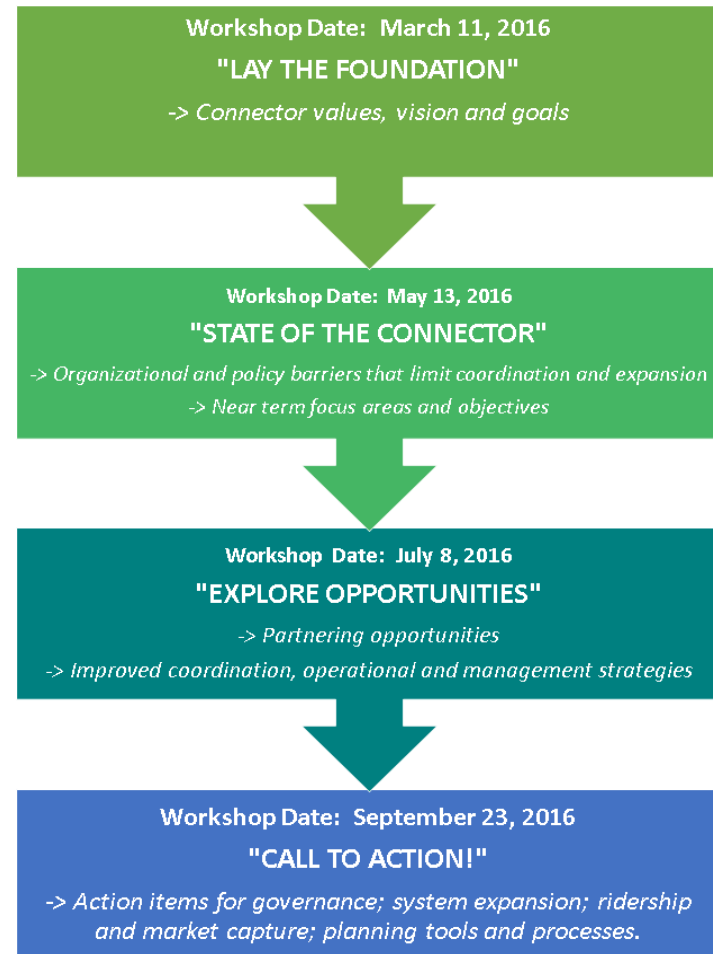 Workshop Date: March 11, 2016
"LAY THE FOUNDATION"
-> Connector values, vision and goals
Workshop Date: May 13, 2016
"STATE OF THE CONNECTOR"
-> Organizational and policy barriers that limit coordination and expansion
-> Near term focus areas and objectives
Workshop Date: July 8, 2016
"EXPLORE OPPORTUNITIES"
-> Partnering opportunities
-> Improved coordination, operational and management strategies
Workshop Date: September 23, 2016
"CALL TO ACTION!"
-> Action items for governance; system expansion; ridership
and market capture; planning tools and processes.